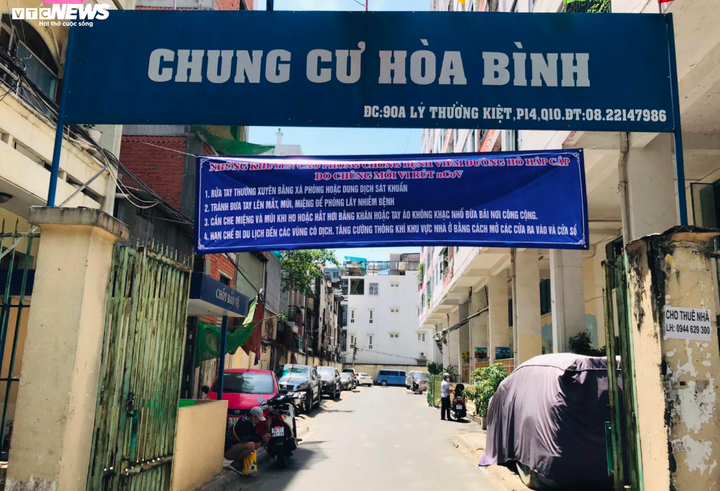 VTC NEWS
Hơi thở cuộc sống
CHUNG CƯ HÒA BÌNH
ĐC:90A LÝ THƯỜNG KIỆT,P14,Q10.ĐT:08.22147986
NHỮNG KHUYẾN CÁO PHÒNG CHỐNG BỆNH VIÊM ĐƯỜNG HÔ HẤP CẤP
DO CHỦNG MỚI VI RÚT nCoV
1. RỬA TAY THƯỜNG XUYÊN BẰNG XÀ PHÒNG HOẶC DUNG DỊCH SÁT KHUẨN
2. TRÁNH ĐƯA TAY LÊN MẮT, MŨI, MIỆNG ĐỂ PHÒNG LÂY NHIỄM BỆNH
3. CẦN CHE MIỆNG VÀ MŨI KHI HO HOẶC HẮT HƠI BẰNG KHĂN HOẶC TAY ÁO KHÔNG KHẠC NHỔ BỪA BÃI NƠI CÔNG CỘNG.
4. HẠN CHẾ ĐI DU LỊCH ĐẾN CÁC VÙNG CÓ DỊCH. TĂNG CƯỜNG THÔNG KHÍ KHU VỰC NHÀ Ở BẰNG CÁCH MỞ CÁC CỬA RA VÀO VÀ CỬA SỔ
CHỐT BẢO VỆ
CHO THUÊ NHÀ
LH: 0944 629 300